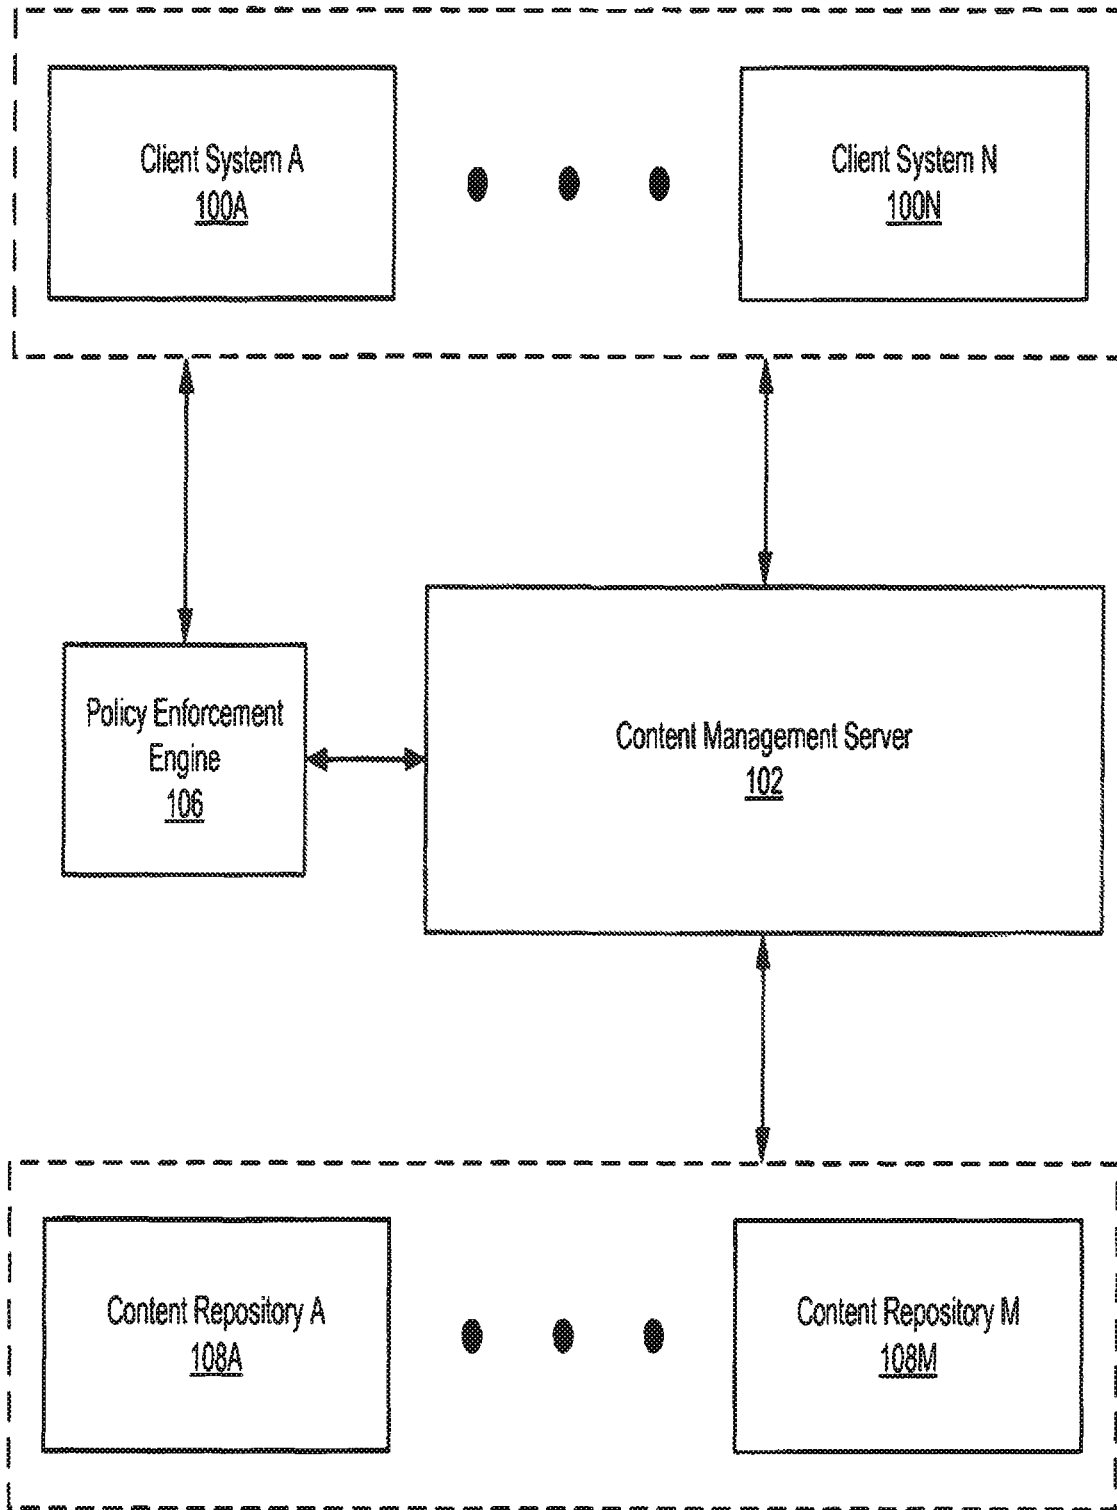 Client System A
100A
Client System N
100N
Policy Enforcement
Engine
106
Content Management Server
102
Content Repository A
108A
Content Repository M
108M